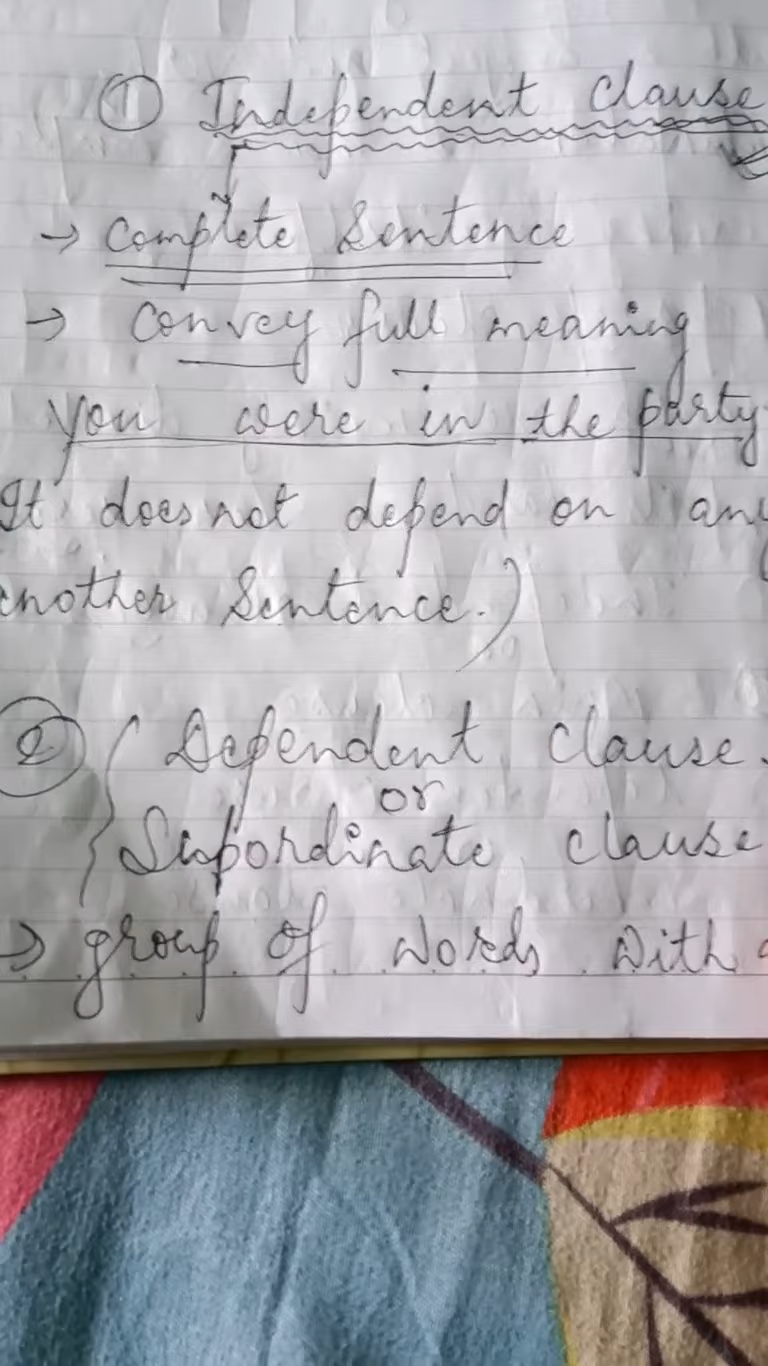 ① Independent Clause
→ Complete Sentence
→ Convey full meaning
you were in the party
It does not depend on any
another Sentence.)
② ( Dependent clause.
or
Subordinate clause
→ group of words with